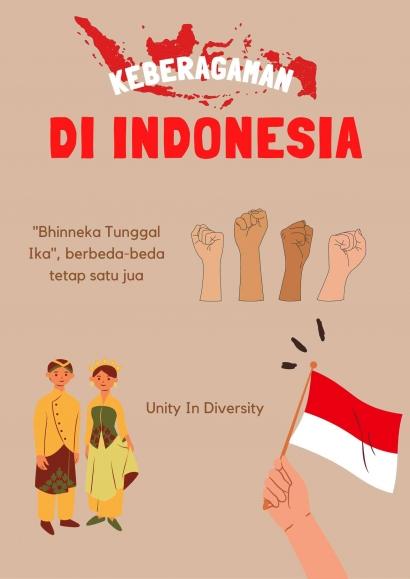 KEBERAGAMAN
DI INDONESIA
"Bhinneka Tunggal
Ika", berbeda-beda
tetap satu jua
Unity In Diversity